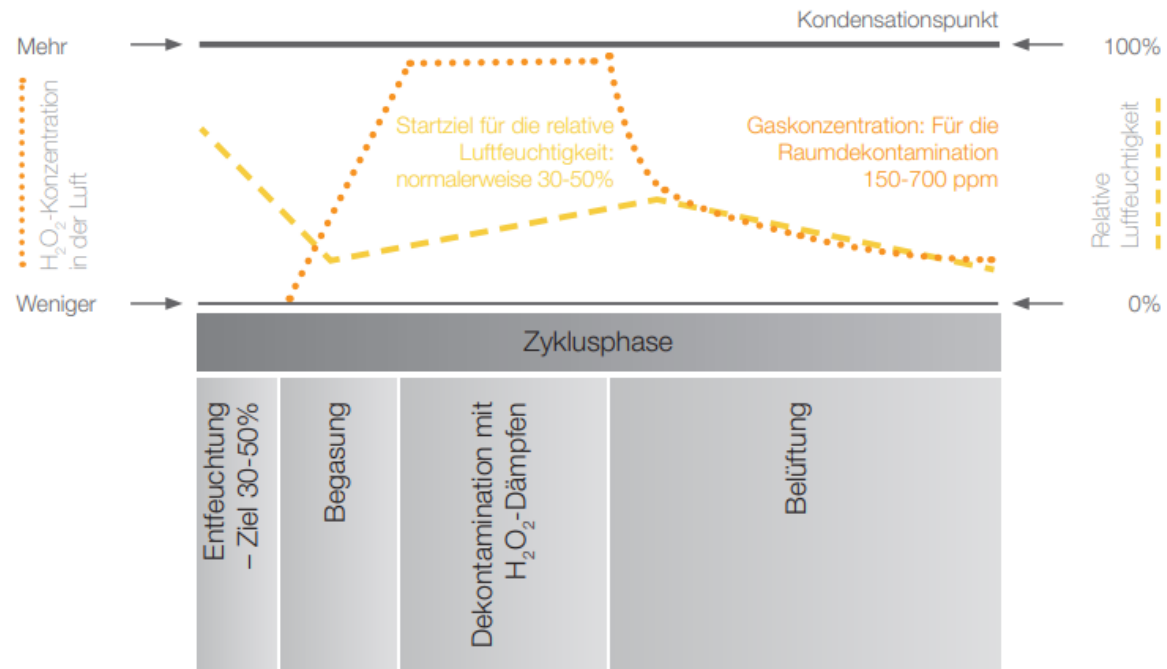 Kondensationspunkt
Mehr
100%
H₂O₂-Konzentration
in der Luft
Startziel für die relative
Luftfeuchtigkeit:
normalerweise 30-50%
Gaskonzentration: Für die
Raumdekontamination
150-700 ppm
Relative
Luftfeuchtigkeit
Weniger
0%
Zyklusphase
Entfeuchtung
– Ziel 30-50%
Begasung
Dekontamination mit
H₂O₂-Dämpfen
Belüftung